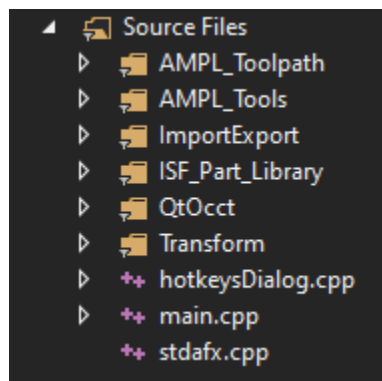 Source Files
AMPL_Toolpath
AMPL_Tools
ImportExport
ISF_Part_Library
QtOcct
Transform
hotkeysDialog.cpp
main.cpp
stdafx.cpp